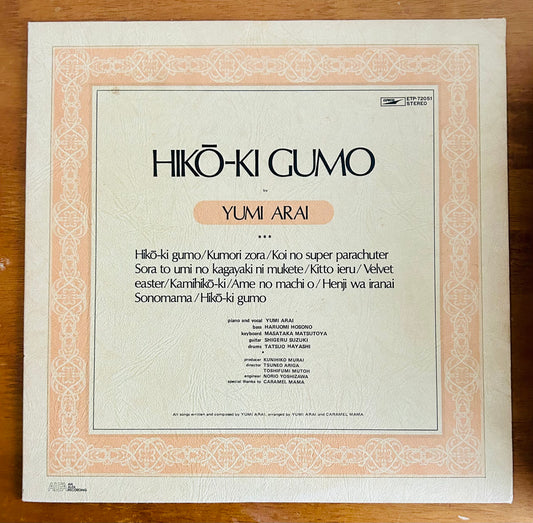 ETP-72051
STEREO
HIKŌ-KI GUMO
by
YUMI ARAI
Hikō-ki gumo/Kumori zora/Koi no super parachuter
Sora to umi no kagayaki ni mukete/Kitto ieru/Velvet
easter/Kamihikō-ki/Ame no machi o/Henji wa iranai
Sonomama/Hikō-ki gumo
piano and vocal YUMI ARAI
bass HARUOMI HOSONO
keyboard MASATAKA MATSUTOYA
guitar SHIGERU SUZUKI
drums TATSUO HAYASHI
producer KUNIHIKO MURAI
director TSUNEO ARIGA
TOSHIFUMI MUTOH
engineer NORIO YOSHIZAWA
special thanks to CARAMEL MAMA
All songs written and composed by YUMI ARAI, arranged by YUMI ARAI and CARAMEL MAMA
ALFA
AN
ALFA
RECORDING